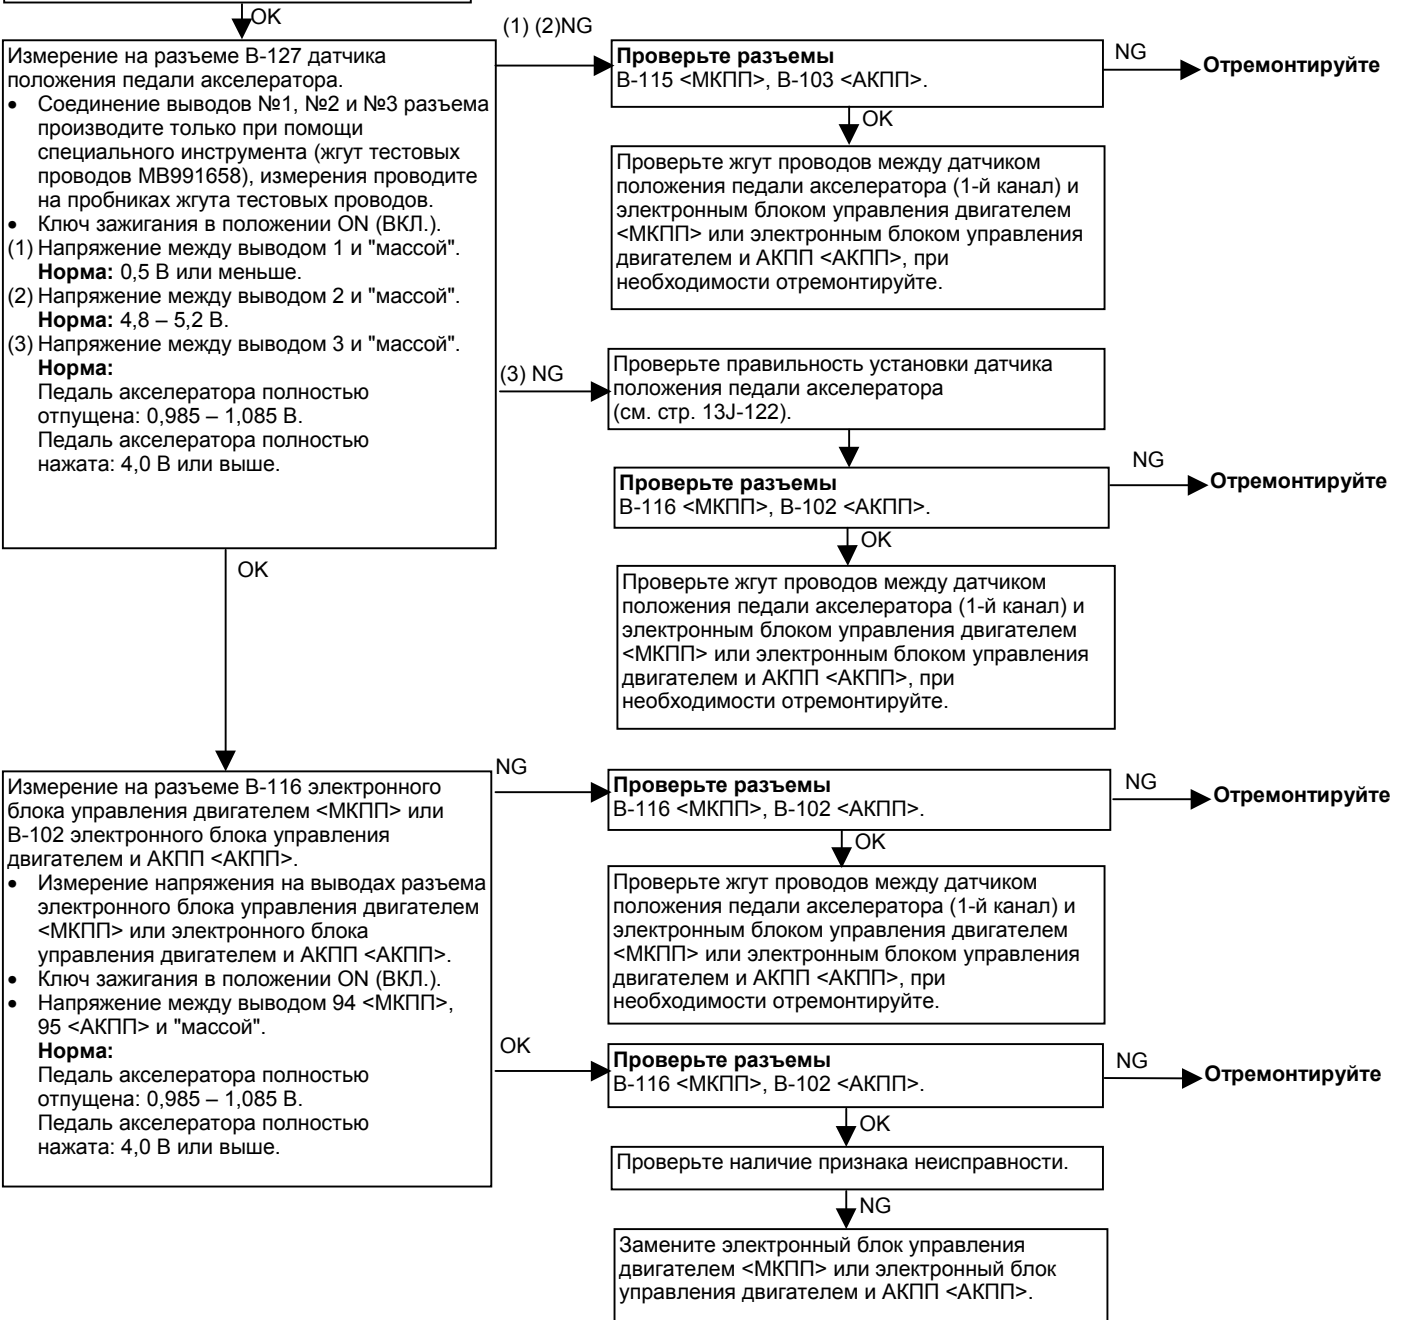 OK
Измерение на разъеме B-127 датчика
положения педали акселератора.
• Соединение выводов №1, №2 и №3 разъема
производите только при помощи
специального инструмента (жгут тестовых
проводов MB991658), измерения проводите
на пробниках жгута тестовых проводов.
• Ключ зажигания в положении ON (ВКЛ.).
(1) Напряжение между выводом 1 и "массой".
Норма: 0,5 В или меньше.
(2) Напряжение между выводом 2 и "массой".
Норма: 4,8 – 5,2 В.
(3) Напряжение между выводом 3 и "массой".
Норма:
Педаль акселератора полностью
отпущена: 0,985 – 1,085 В.
Педаль акселератора полностью
нажата: 4,0 В или выше.
(1) (2)NG
Проверьте разъемы
B-115 <МКПП>, B-103 <АКПП>.
NG
Отремонтируйте
OK
Проверьте жгут проводов между датчиком
положения педали акселератора (1-й канал) и
электронным блоком управления двигателем
<МКПП> или электронным блоком управления
двигателем и АКПП <АКПП>, при
необходимости отремонтируйте.
(3) NG
Проверьте правильность установки датчика
положения педали акселератора
(см. стр. 13J-122).
Проверьте разъемы
B-116 <МКПП>, B-102 <АКПП>.
NG
Отремонтируйте
OK
Проверьте жгут проводов между датчиком
положения педали акселератора (1-й канал) и
электронным блоком управления двигателем
<МКПП> или электронным блоком управления
двигателем и АКПП <АКПП>, при
необходимости отремонтируйте.
OK
Измерение на разъеме B-116 электронного
блока управления двигателем <МКПП> или
B-102 электронного блока управления
двигателем и АКПП <АКПП>.
• Измерение напряжения на выводах разъема
электронного блока управления двигателем
<МКПП> или электронного блока
управления двигателем и АКПП <АКПП>.
• Ключ зажигания в положении ON (ВКЛ.).
• Напряжение между выводом 94 <МКПП>,
95 <АКПП> и "массой".
Норма:
Педаль акселератора полностью
отпущена: 0,985 – 1,085 В.
Педаль акселератора полностью
нажата: 4,0 В или выше.
NG
Проверьте разъемы
B-116 <МКПП>, B-102 <АКПП>.
NG
Отремонтируйте
OK
Проверьте жгут проводов между датчиком
положения педали акселератора (1-й канал) и
электронным блоком управления двигателем
<МКПП> или электронным блоком управления
двигателем и АКПП <АКПП>, при
необходимости отремонтируйте.
OK
Проверьте разъемы
B-116 <МКПП>, B-102 <АКПП>.
NG
Отремонтируйте
OK
Проверьте наличие признака неисправности.
NG
Замените электронный блок управления
двигателем <МКПП> или электронный блок
управления двигателем и АКПП <АКПП>.